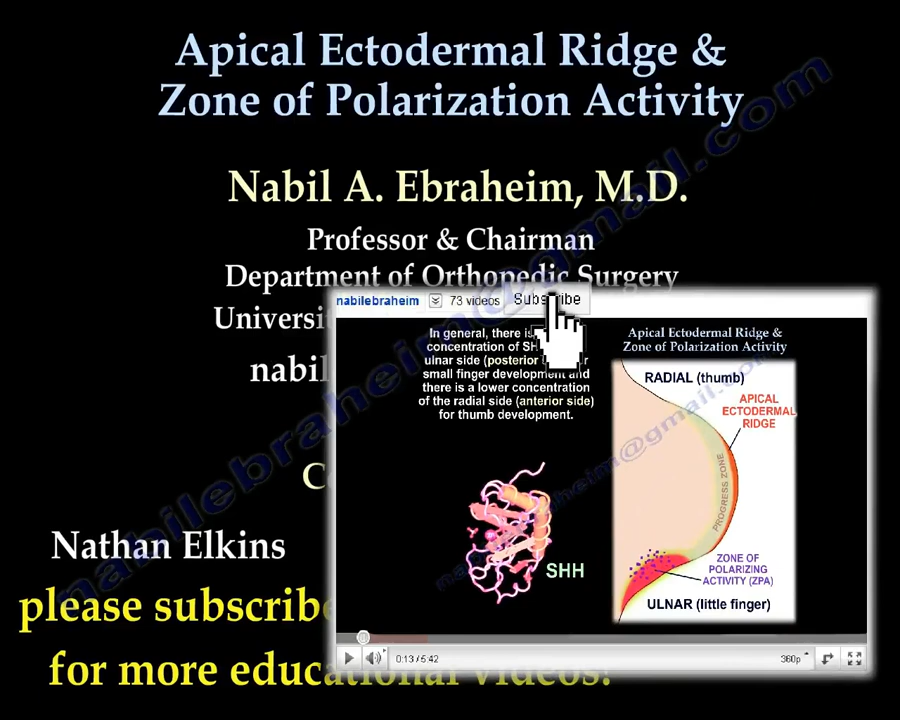 Apical Ectodermal Ridge &
Zone of Polarization Activity
Nabil A. Ebraheim, M.D.
Professor & Chairman
Department of Orthopedic Surgery
nabilebraheim@gmail.com
Nathan Elkins
please subscribe
for more educational videos.
nabilebraheim 73 videos Subscribe
In general, there is
concentration of
ulnar side (posterior
small finger development and
there is a lower concentration
of the radial side (anterior side)
for thumb development.
SHH
Apical Ectodermal Ridge &
Zone of Polarization Activity
RADIAL (thumb)
APICAL
ECTODERMAL
RIDGE
PROGRESS ZONE
ZONE OF
POLARIZING
ACTIVITY (ZPA)
ULNAR (little finger)
0:13 / 5:42
360p